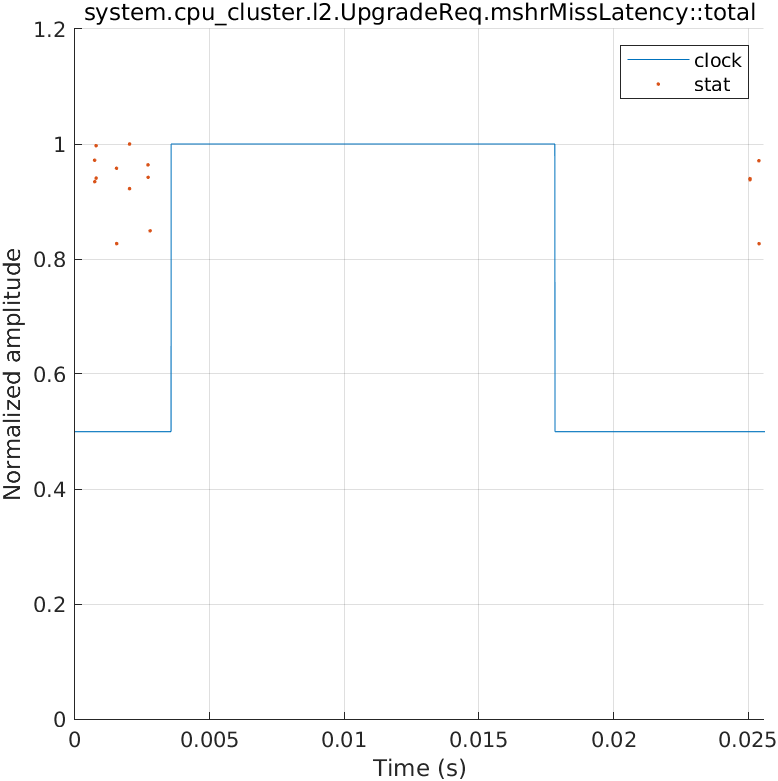 system.cpu_cluster.l2.UpgradeReq.mshrMissLatency::total
clock
stat
1.2
1
0.8
0.6
0.4
0.2
0
Normalized amplitude
0
0.005
0.01
0.015
0.02
0.025
Time (s)